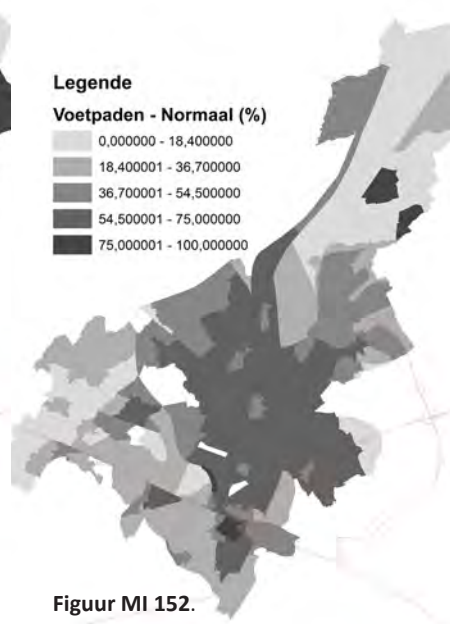 Legende
Voetpaden - Normaal (%)
0,000000 - 18,400000
18,400001 - 36,700000
36,700001 - 54,500000
54,500001 - 75,000000
75,000001 - 100,000000
Figuur MI 152.